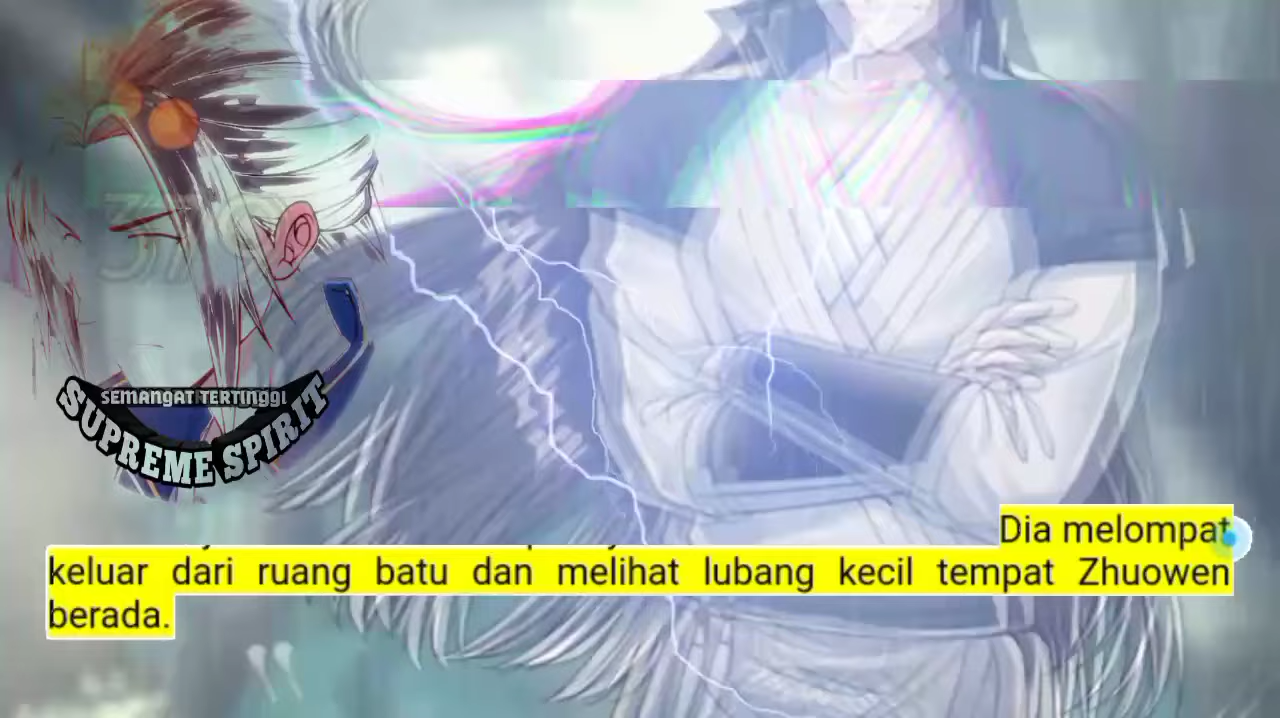 SEMANGAT TERTINGGI
SUPREME SPIRIT
Dia melompat
keluar dari ruang batu dan melihat lubang kecil tempat Zhuowen
berada.